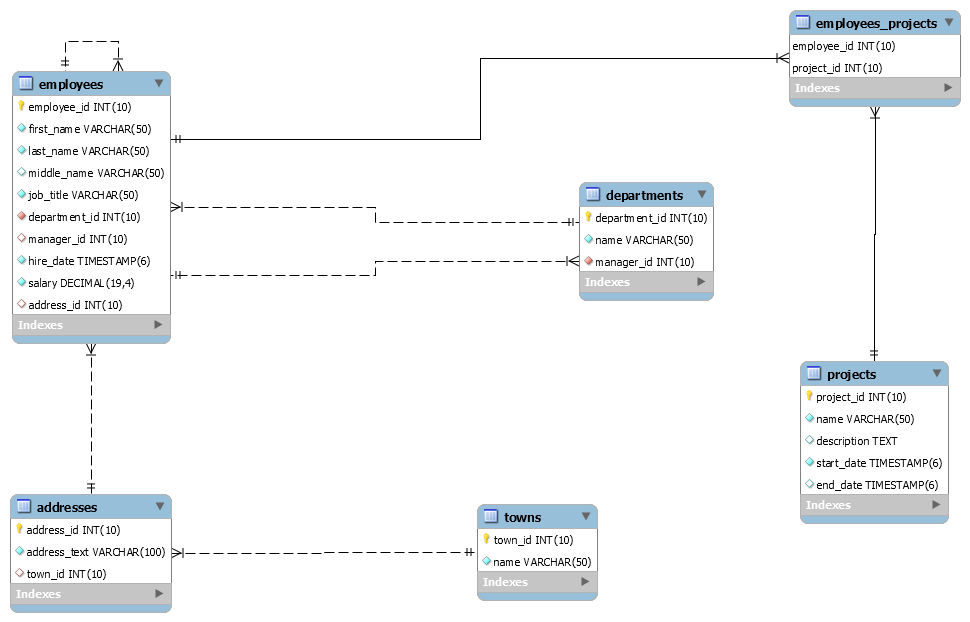 employees
employee_id INT(10)
first_name VARCHAR(50)
last_name VARCHAR(50)
middle_name VARCHAR(50)
job_title VARCHAR(50)
department_id INT(10)
manager_id INT(10)
hire_date TIMESTAMP(6)
salary DECIMAL(19,4)
address_id INT(10)
Indexes
employees_projects
employee_id INT(10)
project_id INT(10)
Indexes
departments
department_id INT(10)
name VARCHAR(50)
manager_id INT(10)
Indexes
projects
project_id INT(10)
name VARCHAR(50)
description TEXT
start_date TIMESTAMP(6)
end_date TIMESTAMP(6)
Indexes
addresses
address_id INT(10)
address_text VARCHAR(100)
town_id INT(10)
Indexes
towns
town_id INT(10)
name VARCHAR(50)
Indexes